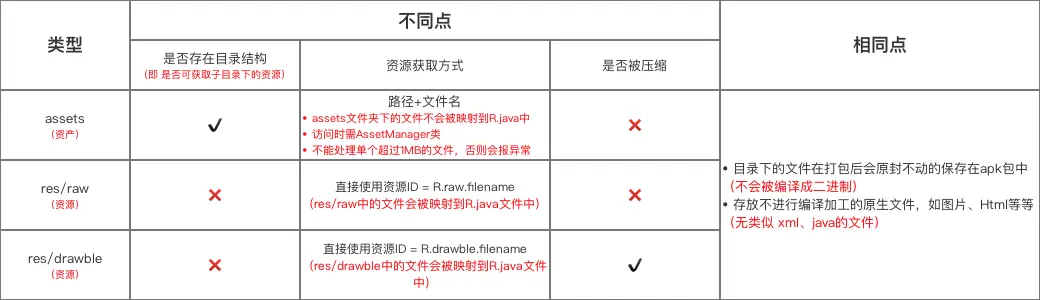 类型
不同点
相同点
是否存在目录结构
（即 是否可获取子目录下的资源）
资源获取方式
是否被压缩
assets
（资产）
✔
路径+文件名
• assets文件夹下的文件不会被映射到R.java中
• 访问时需AssetManager类
• 不能处理单个超过1MB的文件，否则会报异常
❌
res/raw
（资源）
❌
直接使用资源ID = R.raw.filename
（res/raw中的文件会被映射到R.java文件中）
❌
res/drawble
（资源）
❌
直接使用资源ID = R.drawble.filename
（res/drawble中的文件会被映射到R.java文件
中）
✔
• 目录下的文件在打包后会原封不动的保存在apk包中
（不会被编译成二进制）
• 存放不进行编译加工的原生文件，如图片、Html等等
（无类似 xml、java的文件）